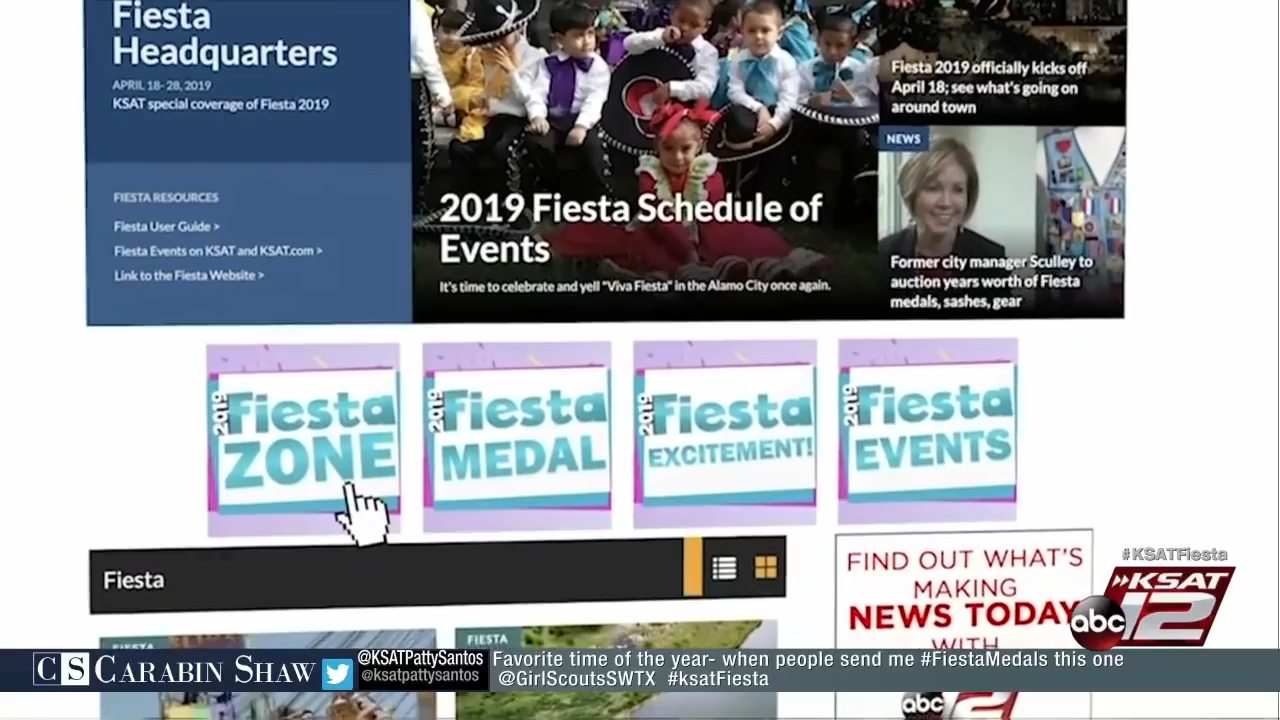 Fiesta
Headquarters
APRIL 18-28, 2019
KSAT special coverage of Fiesta 2019
FIESTA RESOURCES
Fiesta User Guide >
Fiesta Events on KSAT and KSAT.com >
Link to the Fiesta Website >
2019 Fiesta Schedule of
Events
It's time to celebrate and yell "Viva Fiesta" in the Alamo City once again.
Fiesta 2019 officially kicks off
April 18; see what's going on
around town
NEWS
Former city manager Sculley to
auction years worth of Fiesta
medals, sashes, gear
2019 Fiesta
ZONE
2019 Fiesta
MEDAL
2019 Fiesta
EXCITEMENT!
2019 Fiesta
EVENTS
Fiesta
FIESTA
FIESTA
FIND OUT WHAT'S
MAKING
NEWS TODAY
WITH
abc
#KSATFiesta
KSAT
abc 12
CS CARABIN SHAW
@KSATPattySantos
@ksatpattysantos
Favorite time of the year- when people send me #FiestaMedals this one
@GirlScoutsSWTX #ksatFiesta